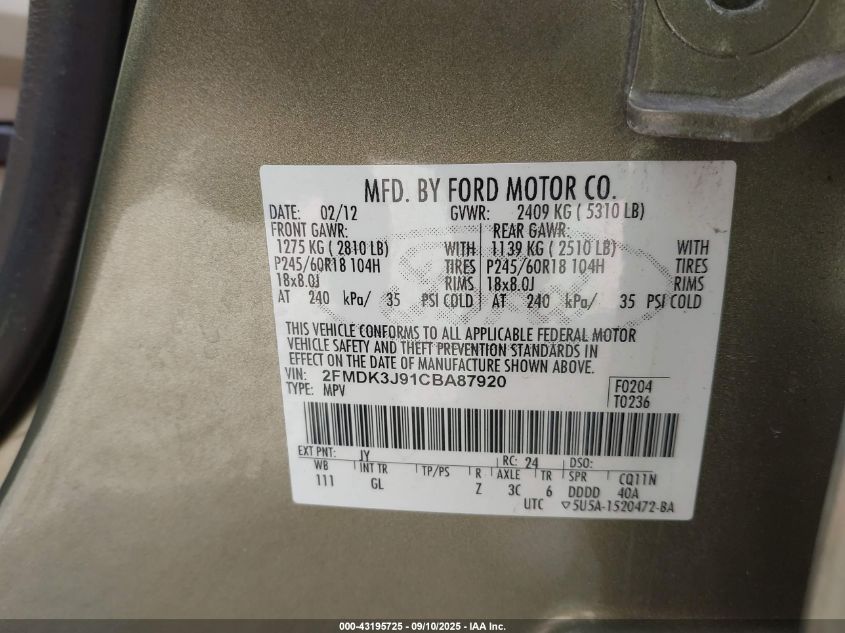 MFD. BY FORD MOTOR CO.
DATE: 02/12 GVWR: 2409 KG ( 5310 LB)
FRONT GAWR: REAR GAWR:
1275 KG ( 2810 LB) WITH 1139 KG ( 2510 LB) WITH
P245/60R18 104H TIRES P245/60R18 104H TIRES
18x8.0J RIMS 18x8.0J RIMS
AT 240 kPa/ 35 PSI COLD AT 240 kPa/ 35 PSI COLD
THIS VEHICLE CONFORMS TO ALL APPLICABLE FEDERAL MOTOR
VEHICLE SAFETY AND THEFT PREVENTION STANDARDS IN
EFFECT ON THE DATE OF MANUFACTURE SHOWN ABOVE.
VIN: 2FMDK3J91CBA87920 F0204
TYPE: MPV T0236
EXT PNT: JY RC: 24 DSO:
WB INT TR TP/PS R AXLE TR SPR CQ11N
111 GL Z 3C 6 DDDD 40A
UTC ▽5U5A-1520472-BA
000-43195725 - 09/10/2025 - IAA Inc.